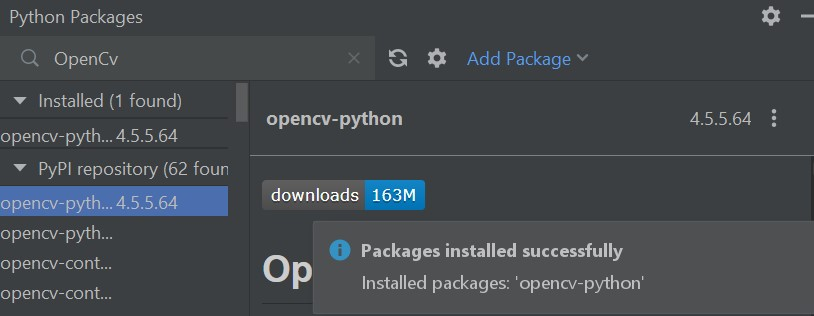 Python Packages
OpenCv
Add Package
Installed (1 found)
opencv-pyth... 4.5.5.64
PyPI repository (62 foun
opencv-pyth... 4.5.5.64
opencv-pyth...
opencv-cont...
opencv-cont...
opencv-python 4.5.5.64
downloads 163M
Op
Packages installed successfully
Installed packages: 'opencv-python'